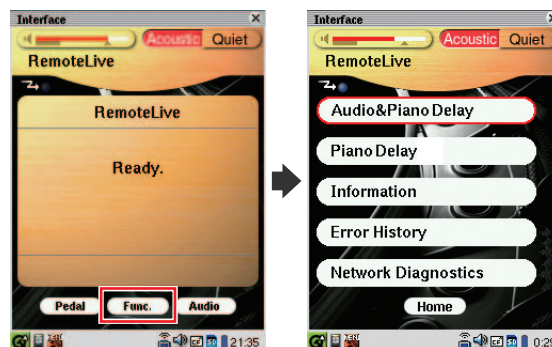 Interface
Acoustic Quiet
RemoteLive
RemoteLive
Ready.
Pedal Func. Audio
21:35
Interface
Acoustic Quiet
RemoteLive
Audio&Piano Delay
Piano Delay
Information
Error History
Network Diagnostics
Home